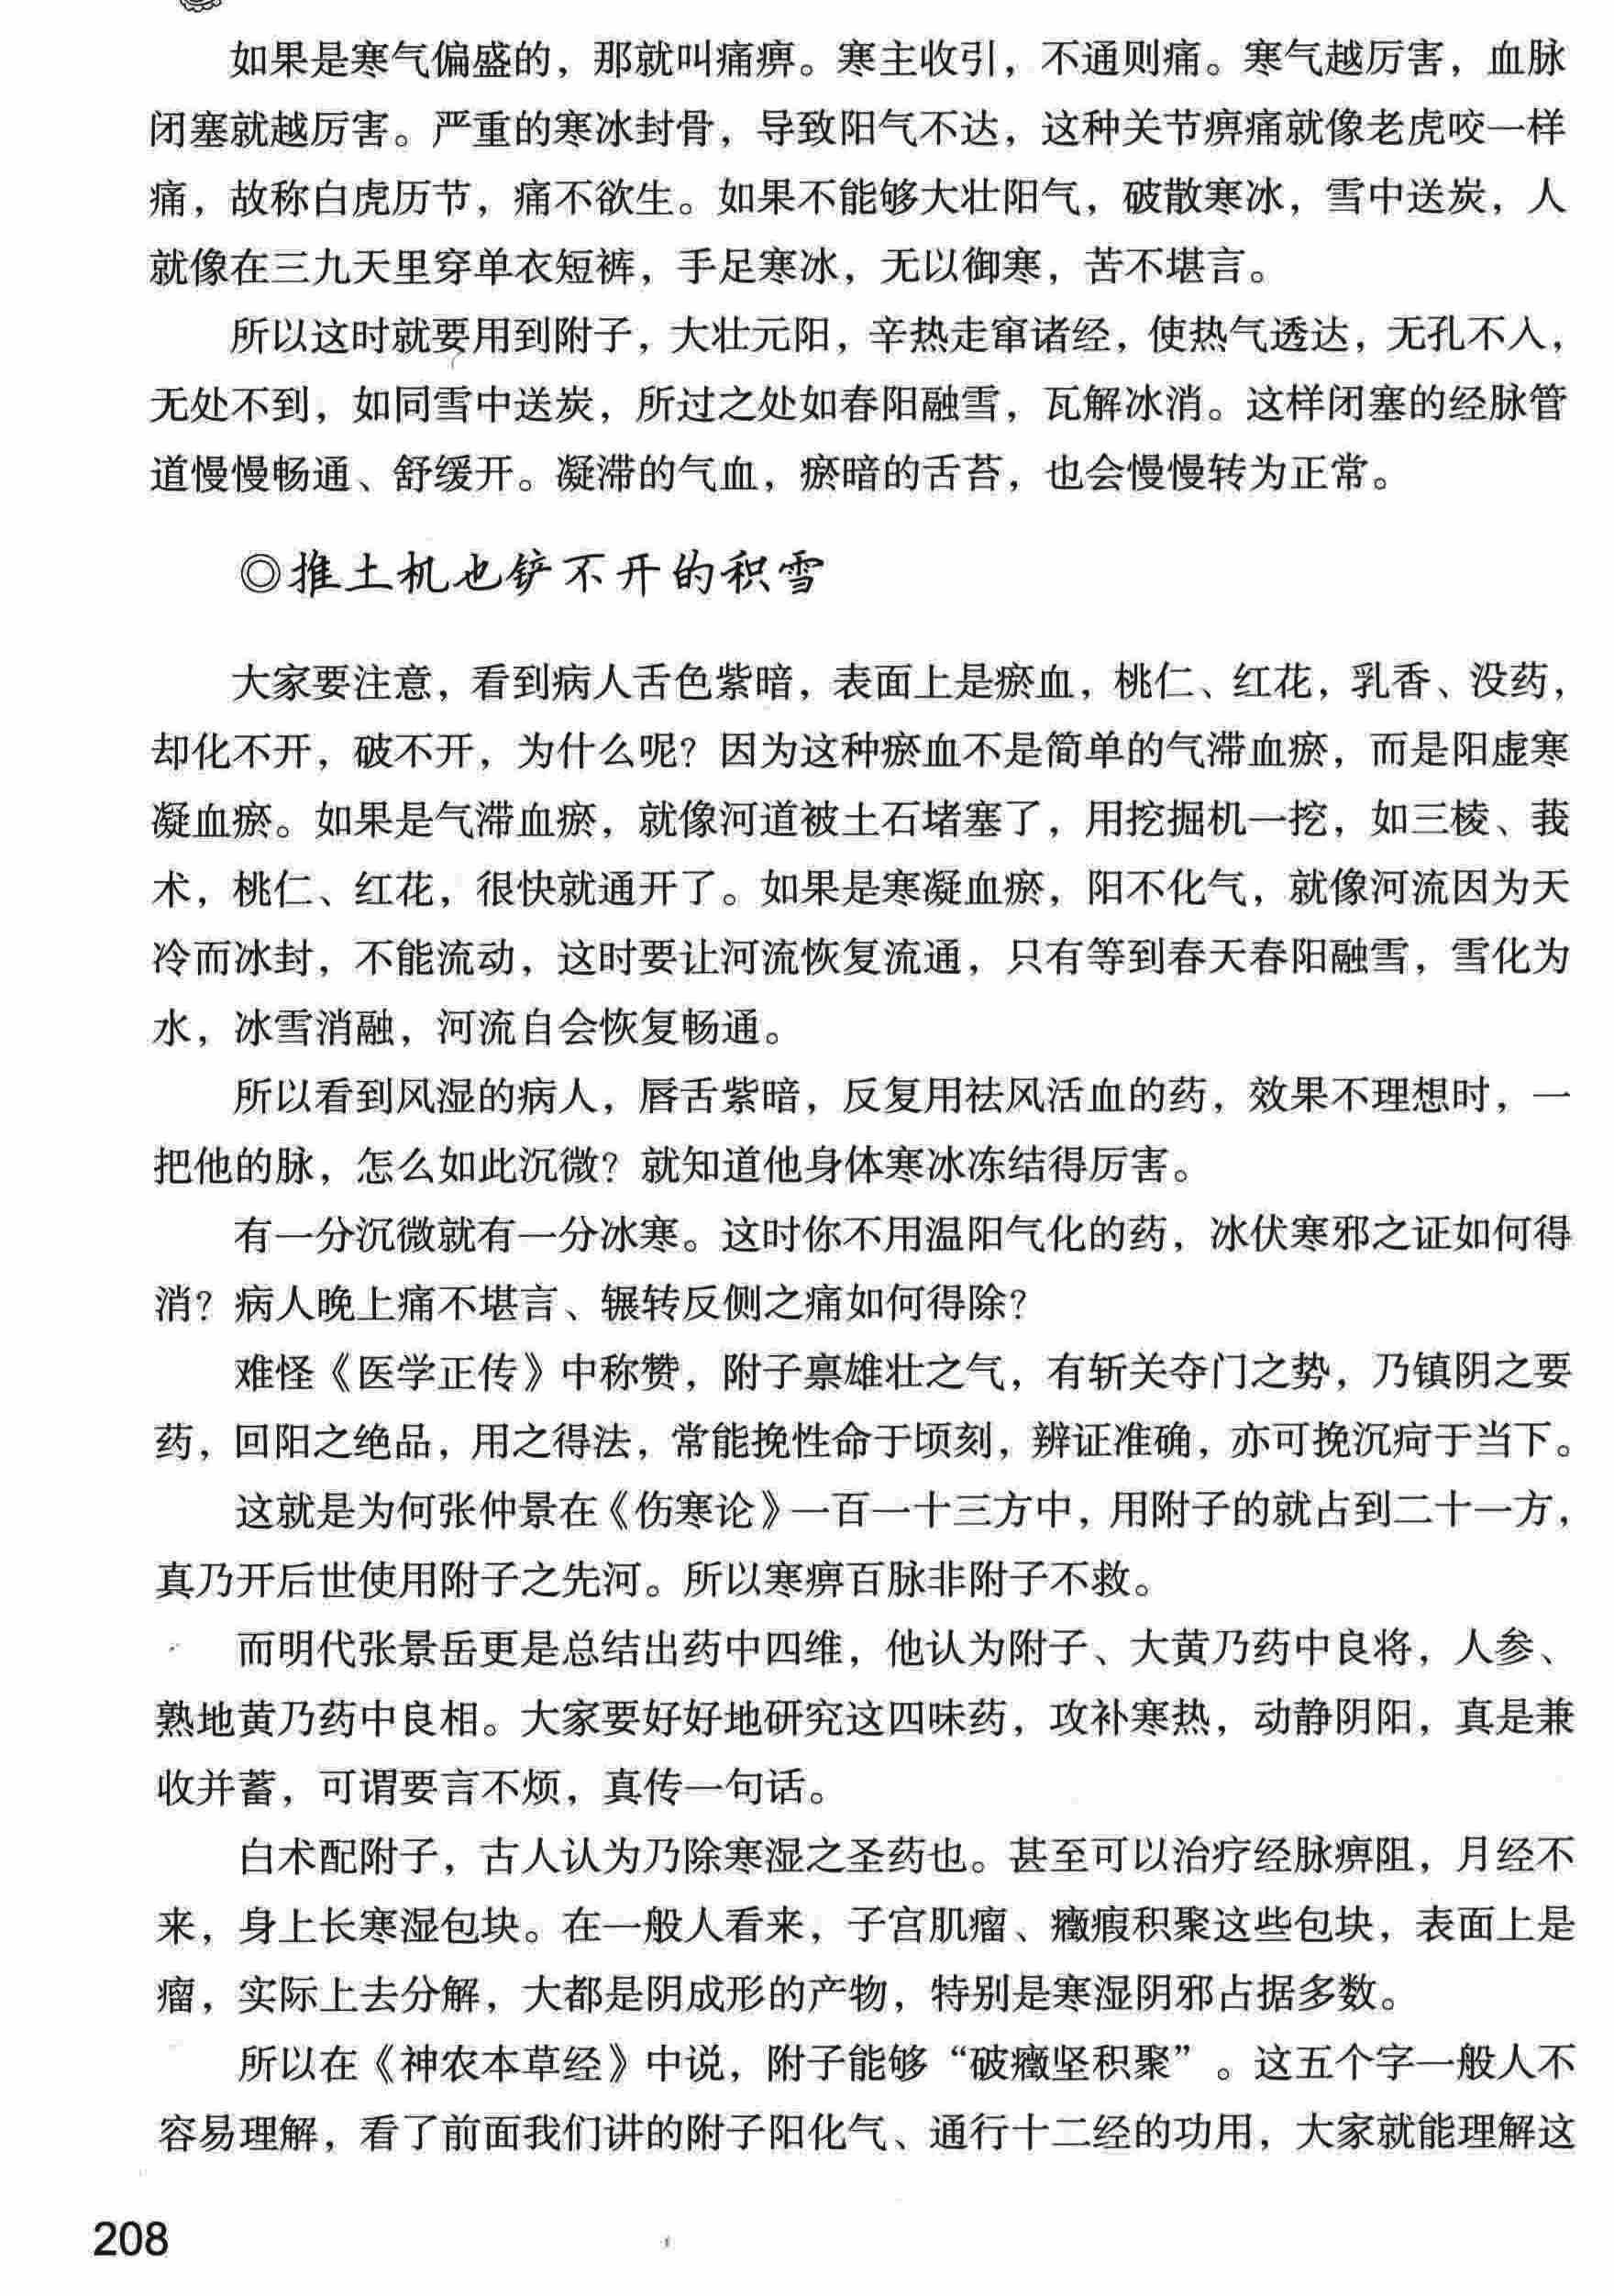 如果是寒气偏盛的，那就叫痛痹。寒主收引，不通则痛。寒气越厉害，血脉
闭塞就越厉害。严重的寒冰封骨，导致阳气不达，这种关节痹痛就像老虎咬一样
痛，故称白虎历节，痛不欲生。如果不能够大壮阳气，破散寒冰，雪中送炭，人
就像在三九天里穿单衣短裤，手足寒冰，无以御寒，苦不堪言。
所以这时就要用到附子，大壮元阳，辛热走窜诸经，使热气透达，无孔不入，
无处不到，如同雪中送炭，所过之处如春阳融雪，瓦解冰消。这样闭塞的经脉管
道慢慢畅通、舒缓开。凝滞的气血，瘀暗的舌苔，也会慢慢转为正常。
◎推土机也铲不开的积雪
大家要注意，看到病人舌色紫暗，表面上是瘀血，桃仁、红花，乳香、没药，
却化不开，破不开，为什么呢？因为这种瘀血不是简单的气滞血瘀，而是阳虚寒
凝血瘀。如果是气滞血瘀，就像河道被土石堵塞了，用挖掘机一挖，如三棱、莪
术，桃仁、红花，很快就通开了。如果是寒凝血瘀，阳不化气，就像河流因为天
冷而冰封，不能流动，这时要让河流恢复流通，只有等到春天春阳融雪，雪化为
水，冰雪消融，河流自会恢复畅通。
所以看到风湿的病人，唇舌紫暗，反复用祛风活血的药，效果不理想时，一
把他的脉，怎么如此沉微？就知道他身体寒冰冻结得厉害。
有一分沉微就有一分冰寒。这时你不用温阳气化的药，冰伏寒邪之证如何得
消？病人晚上痛不堪言、辗转反侧之痛如何得除？
难怪《医学正传》中称赞，附子禀雄壮之气，有斩关夺门之势，乃镇阴之要
药，回阳之绝品，用之得法，常能挽性命于顷刻，辨证准确，亦可挽沉疴于当下。
这就是为何张仲景在《伤寒论》一百一十三方中，用附子的就占到二十一方，
真乃开后世使用附子之先河。所以寒痹百脉非附子不救。
而明代张景岳更是总结出药中四维，他认为附子、大黄乃药中良将，人参、
熟地黄乃药中良相。大家要好好地研究这四味药，攻补寒热，动静阴阳，真是兼
收并蓄，可谓要言不烦，真传一句话。
白术配附子，古人认为乃除寒湿之圣药也。甚至可以治疗经脉痹阻，月经不
来，身上长寒湿包块。在一般人看来，子宫肌瘤、癥瘕积聚这些包块，表面上是
瘤，实际上去分解，大都是阴成形的产物，特别是寒湿阴邪占据多数。
所以在《神农本草经》中说，附子能够“破癥坚积聚”。这五个字一般人不
容易理解，看了前面我们讲的附子阳化气、通行十二经的功用，大家就能理解这
208